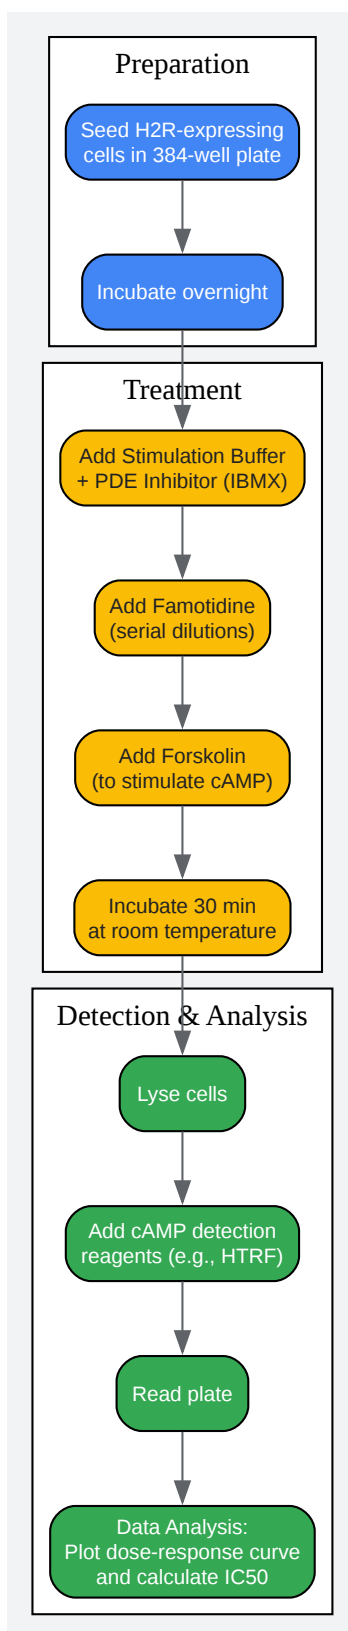 Preparation
Seed H2R-expressing
cells in 384-well plate
Incubate overnight
Treatment
Add Stimulation Buffer
+ PDE Inhibitor (IBMX)
Add Famotidine
(serial dilutions)
Add Forskolin
(to stimulate cAMP)
Incubate 30 min
at room temperature
Detection & Analysis
Lyse cells
Add cAMP detection
reagents (e.g., HTRF)
Read plate
Data Analysis:
Plot dose-response curve
and calculate IC50